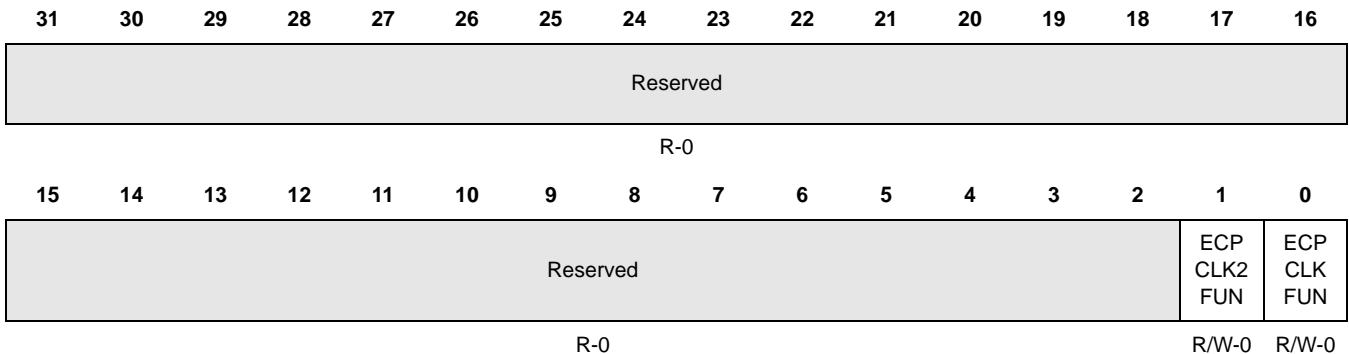 31 30 29 28 27 26 25 24 23 22 21 20 19 18 17 16
Reserved
R-0
15 14 13 12 11 10 9 8 7 6 5 4 3 2 1 0
Reserved
ECP
CLK2
FUN
ECP
CLK
FUN
R-0 R/W-0 R/W-0